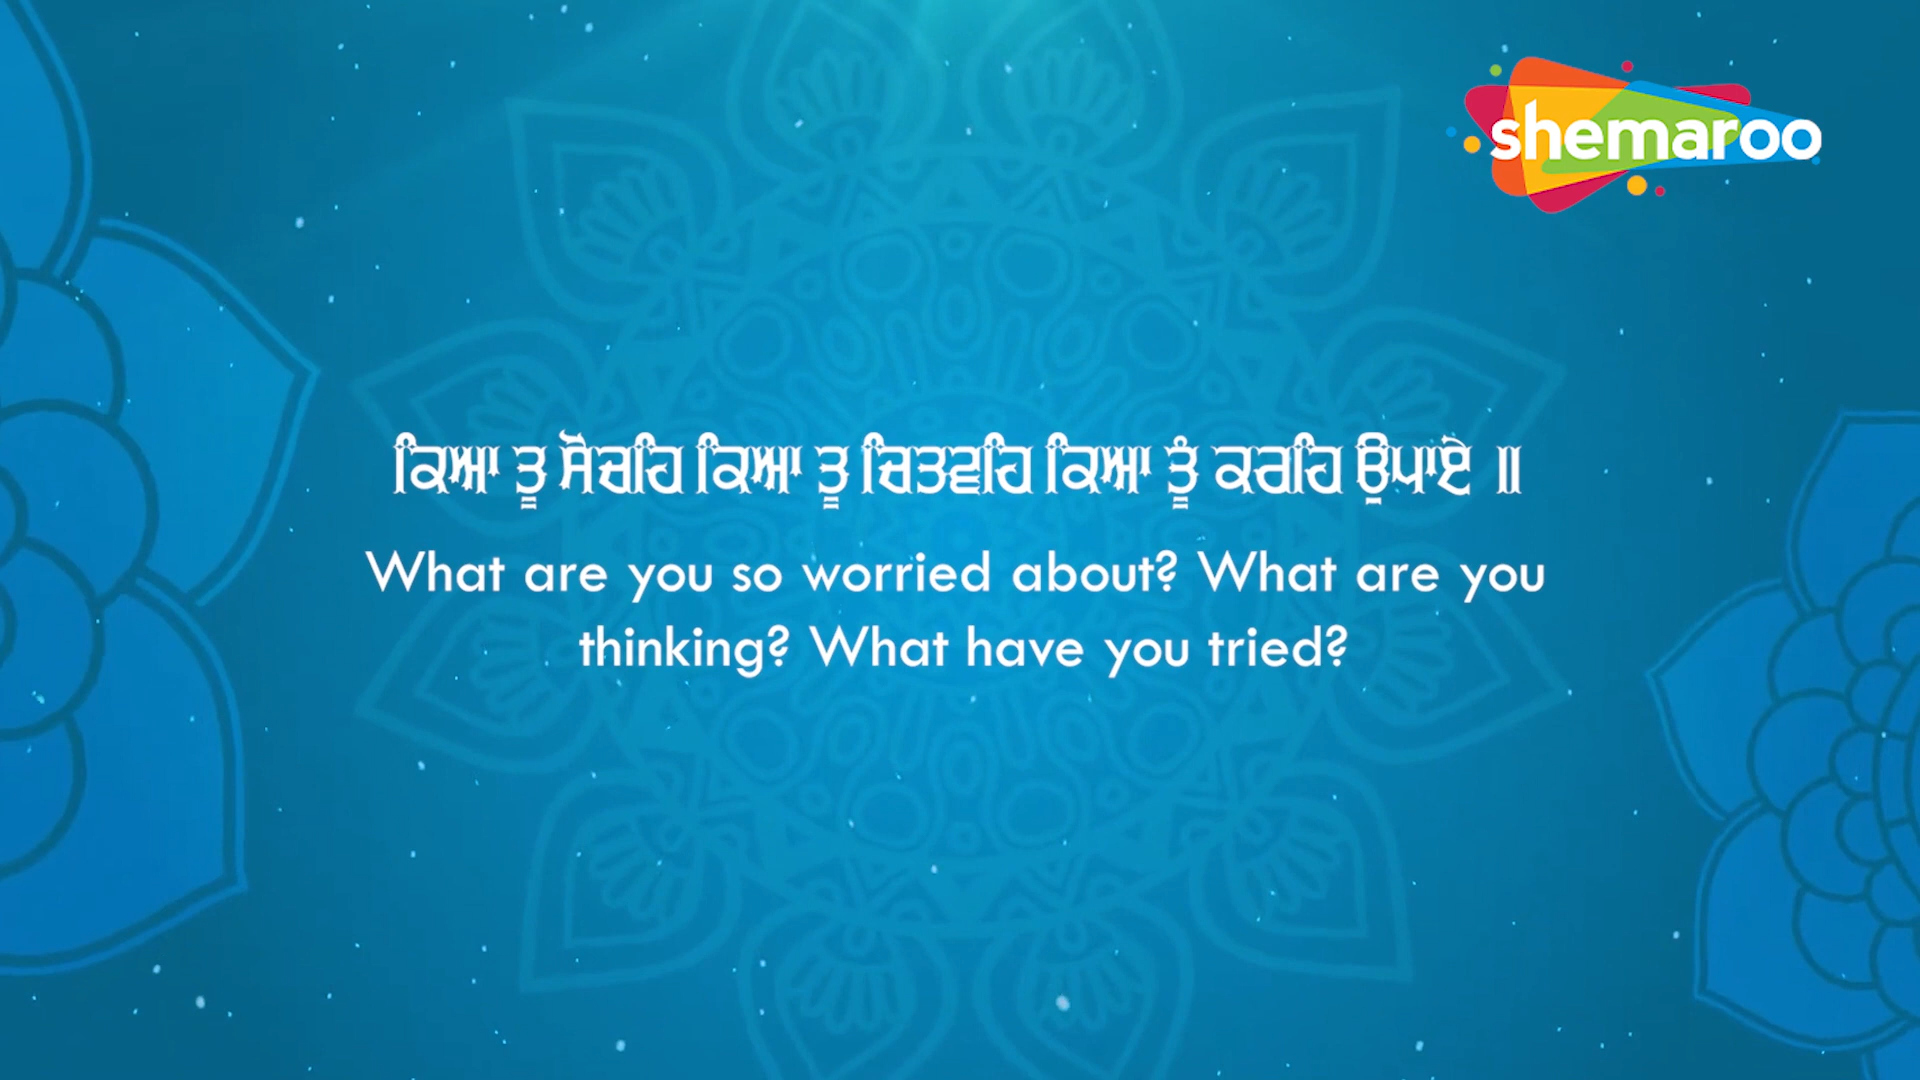 shemaroo
ਕਿਆ ਤੂ ਸੋਚਹਿ ਕਿਆ ਤੂ ਚਿਤਵਹਿ ਕਿਆ ਤੂੰ ਕਰਹਿ ਉਪਾਏ ॥
What are you so worried about? What are you
thinking? What have you tried?